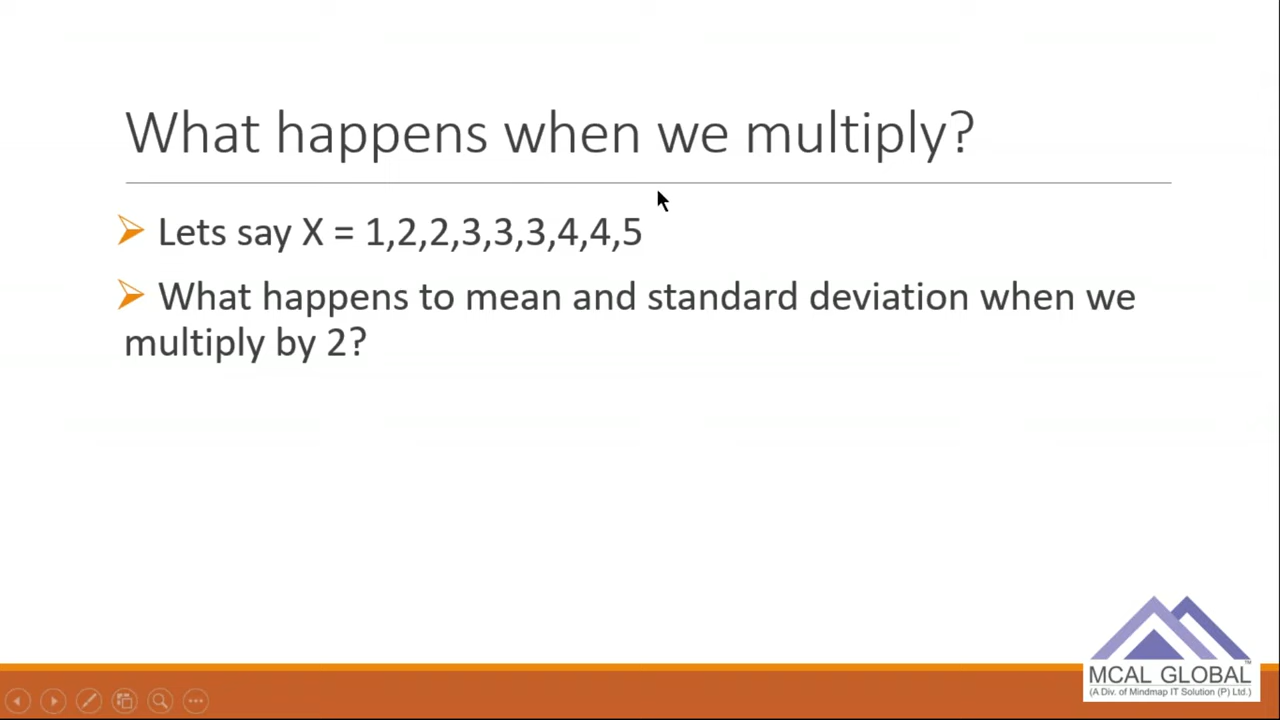 What happens when we multiply?
Lets say X = 1,2,2,3,3,3,4,4,5
What happens to mean and standard deviation when we
multiply by 2?
MCAL GLOBAL
TM
(A Div. of Mindmap IT Solution (P) Ltd.)